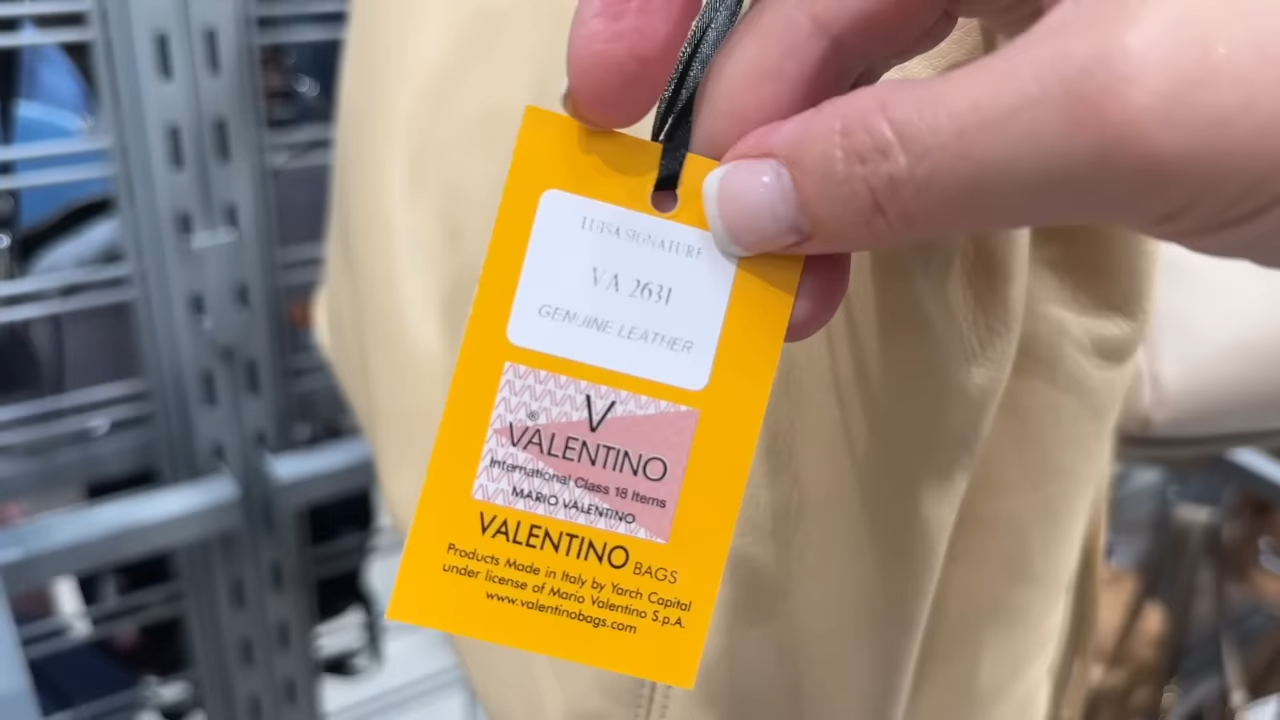 LUISA SIGNATURE
VA 2631
GENUINE LEATHER
V
® VALENTINO
International Class 18 Items
MARIO VALENTINO
VALENTINO BAGS
Products Made in Italy by Yarch Capital
under license of Mario Valentino S.p.A.
www.valentinobags.com